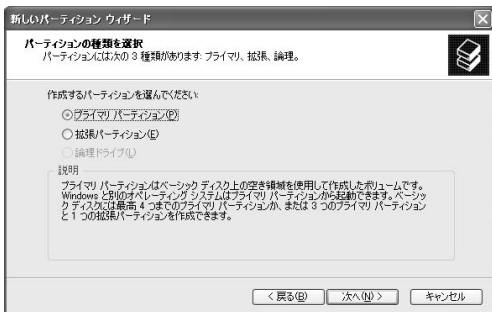 新しいパーティション ウィザード
パーティションの種類を選択
パーティションには次の 3 種類があります: プライマリ、拡張、論理。
作成するパーティションを選んでください:
プライマリ パーティション(P)
拡張パーティション(E)
論理ドライブ(L)
説明
プライマリ パーティションはベーシック ディスク上の空き領域を使用して作成したボリュームです。
Windows と別のオペレーティング システムはプライマリ パーティションから起動できます。ベーシッ
ク ディスクには最高 4 つまでのプライマリ パーティションか、または 3 つのプライマリ パーティション
と 1 つの拡張パーティションを作成できます。
< 戻る(B)
次へ(N) >
キャンセル